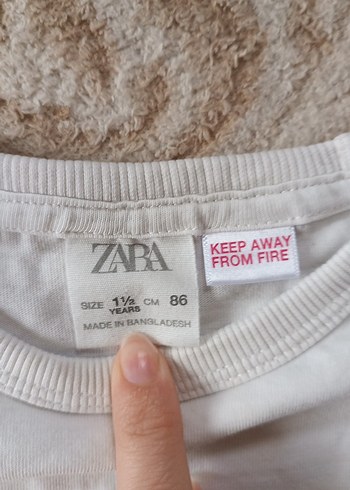 ZARA
SIZE 1½ YEARS CM 86
MADE IN BANGLADESH
KEEP AWAY
FROM FIRE